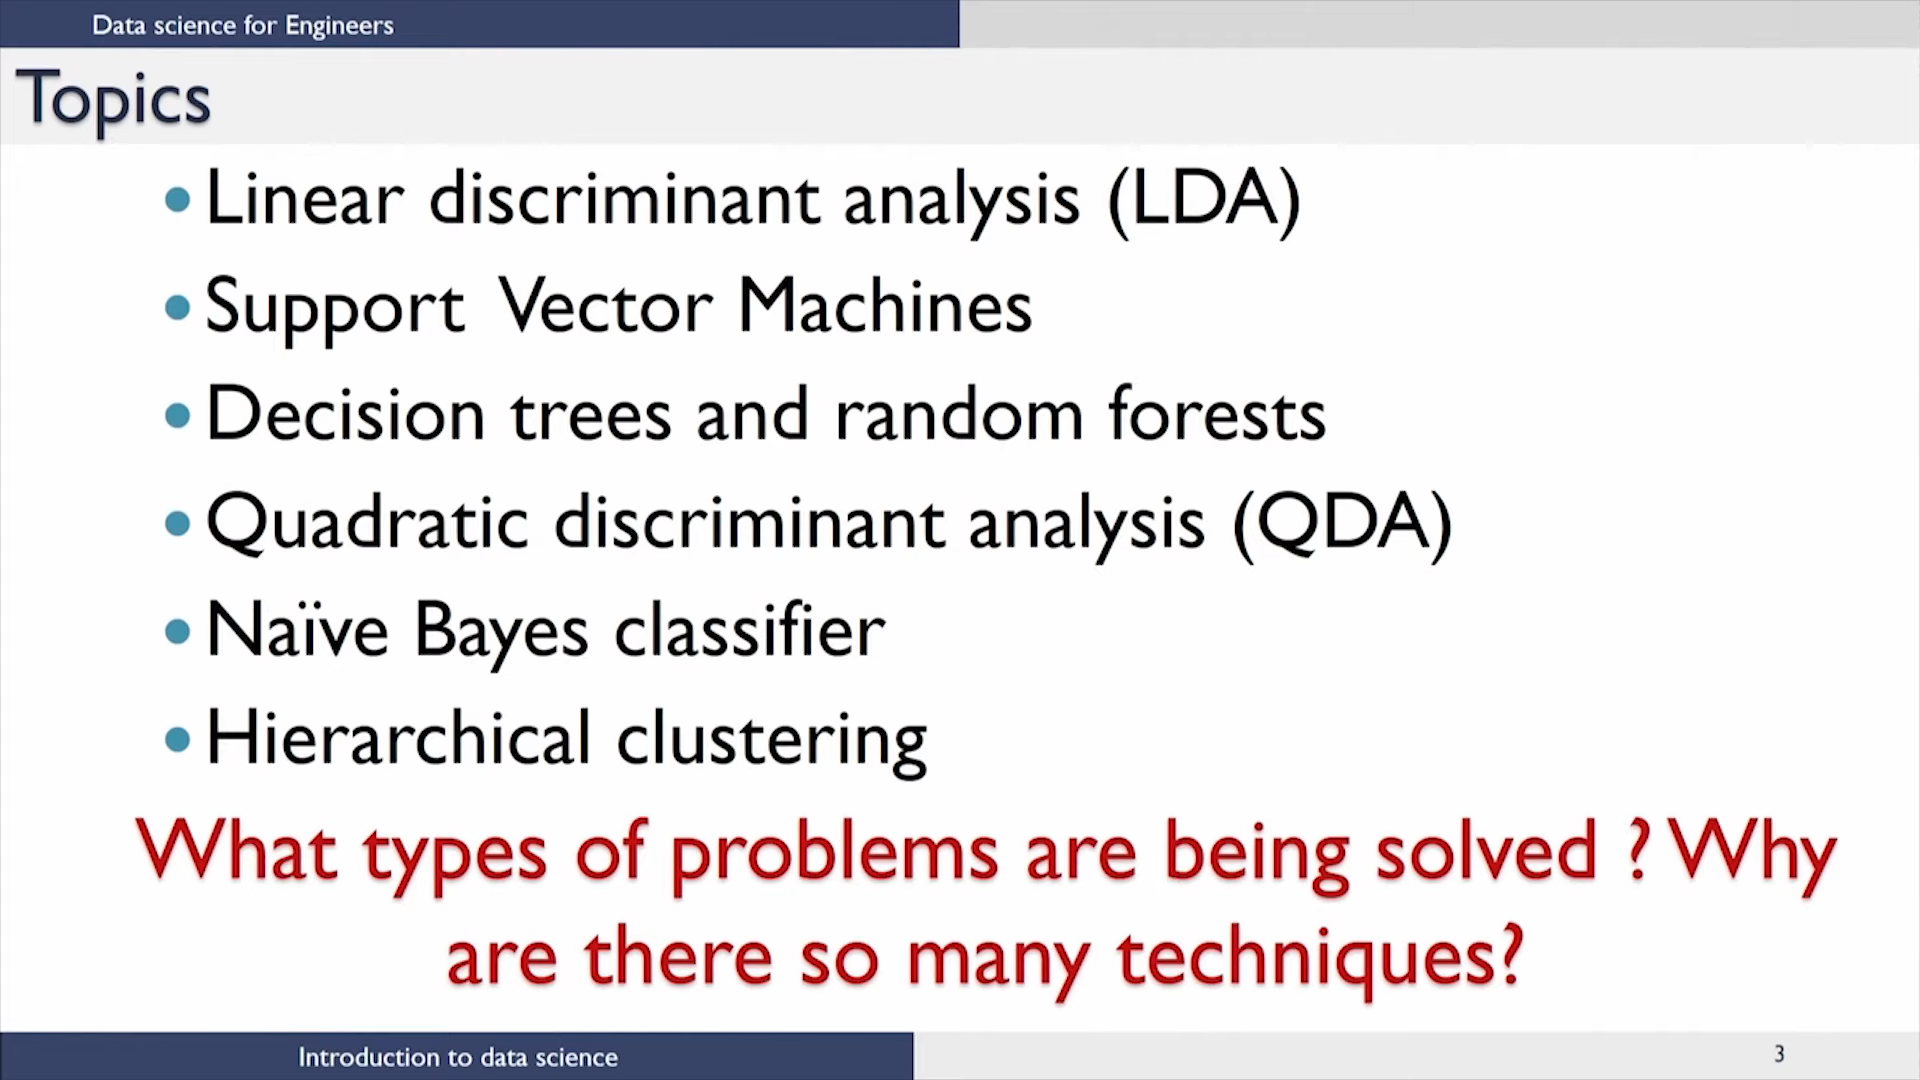 Data science for Engineers
Topics
• Linear discriminant analysis (LDA)
• Support Vector Machines
• Decision trees and random forests
• Quadratic discriminant analysis (QDA)
• Naïve Bayes classifier
• Hierarchical clustering
What types of problems are being solved ? Why
are there so many techniques?
Introduction to data science
3